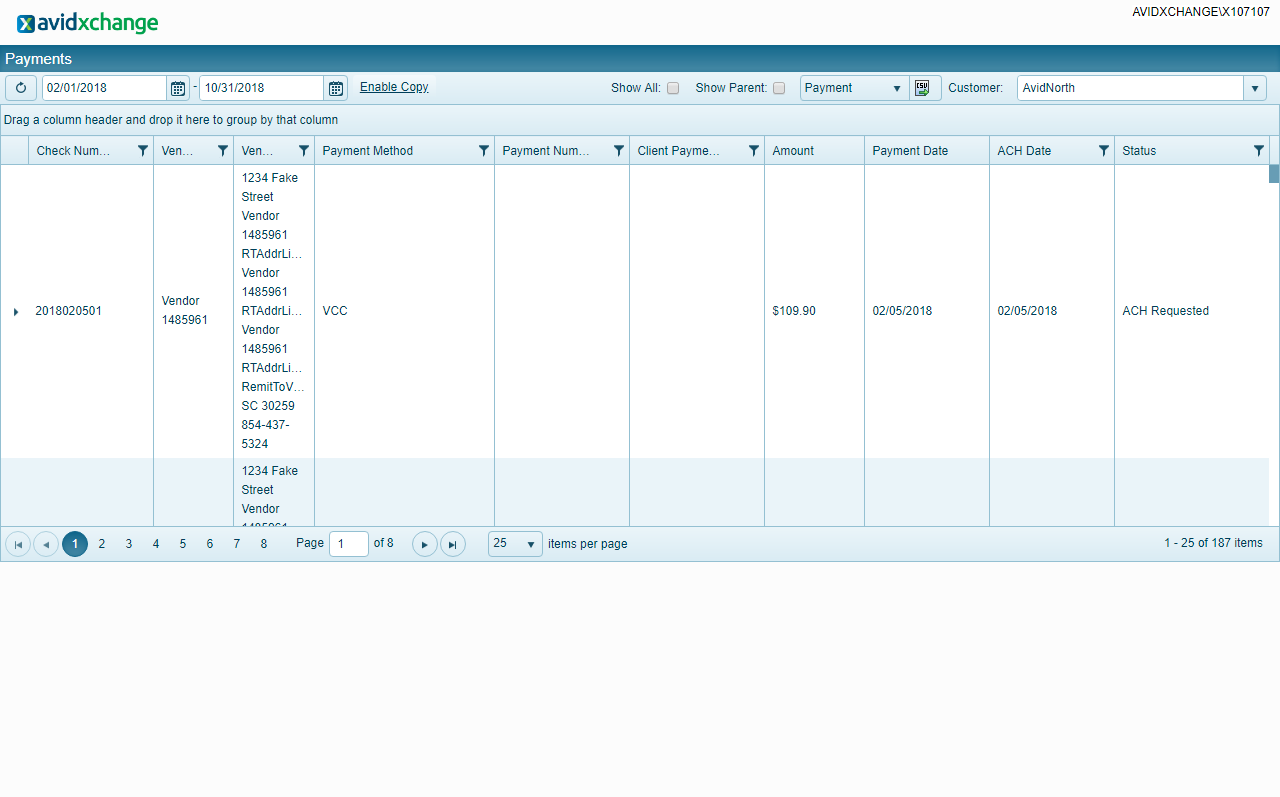 avidxchange
AVIDXCHANGE\X107107
Payments
02/01/2018 - 10/31/2018 Enable Copy Show All: Show Parent: Payment CSV Customer: AvidNorth
Drag a column header and drop it here to group by that column
Check Num... Ven... Ven... Payment Method Payment Num... Client Payme... Amount Payment Date ACH Date Status
2018020501
Vendor
1485961
1234 Fake
Street
Vendor
1485961
RTAddrLi...
Vendor
1485961
RTAddrLi...
Vendor
1485961
RTAddrLi...
RemitToV...
SC 30259
854-437-
5324
VCC
$109.90
02/05/2018
02/05/2018
ACH Requested
1234 Fake
Street
Vendor
1485961
1 2 3 4 5 6 7 8 Page 1 of 8 25 items per page 1 - 25 of 187 items